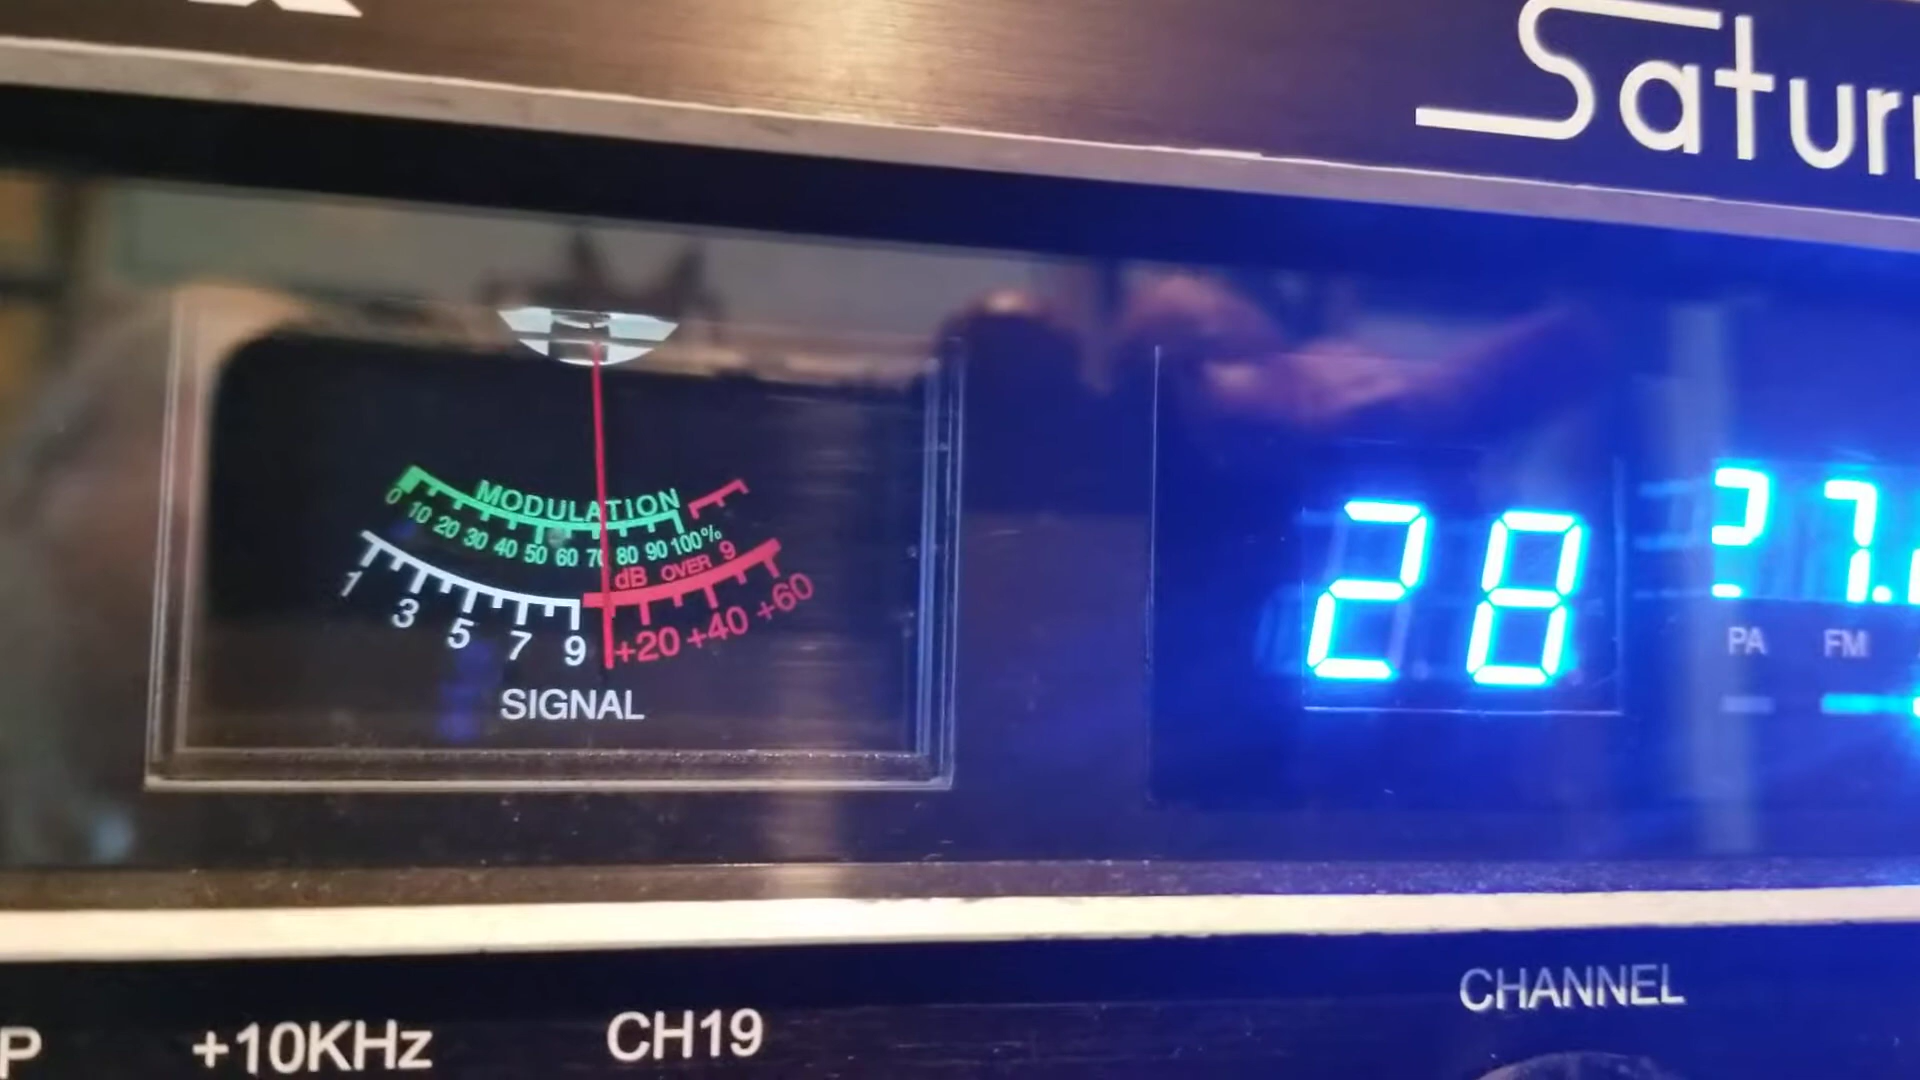 Satur
MODULATION
0 10 20 30 40 50 60 70 80 90 100%
dB OVER 9
1 3 5 7 9 +20 +40 +60
SIGNAL
28
27.
PA FM
CHANNEL
P +10KHz CH19